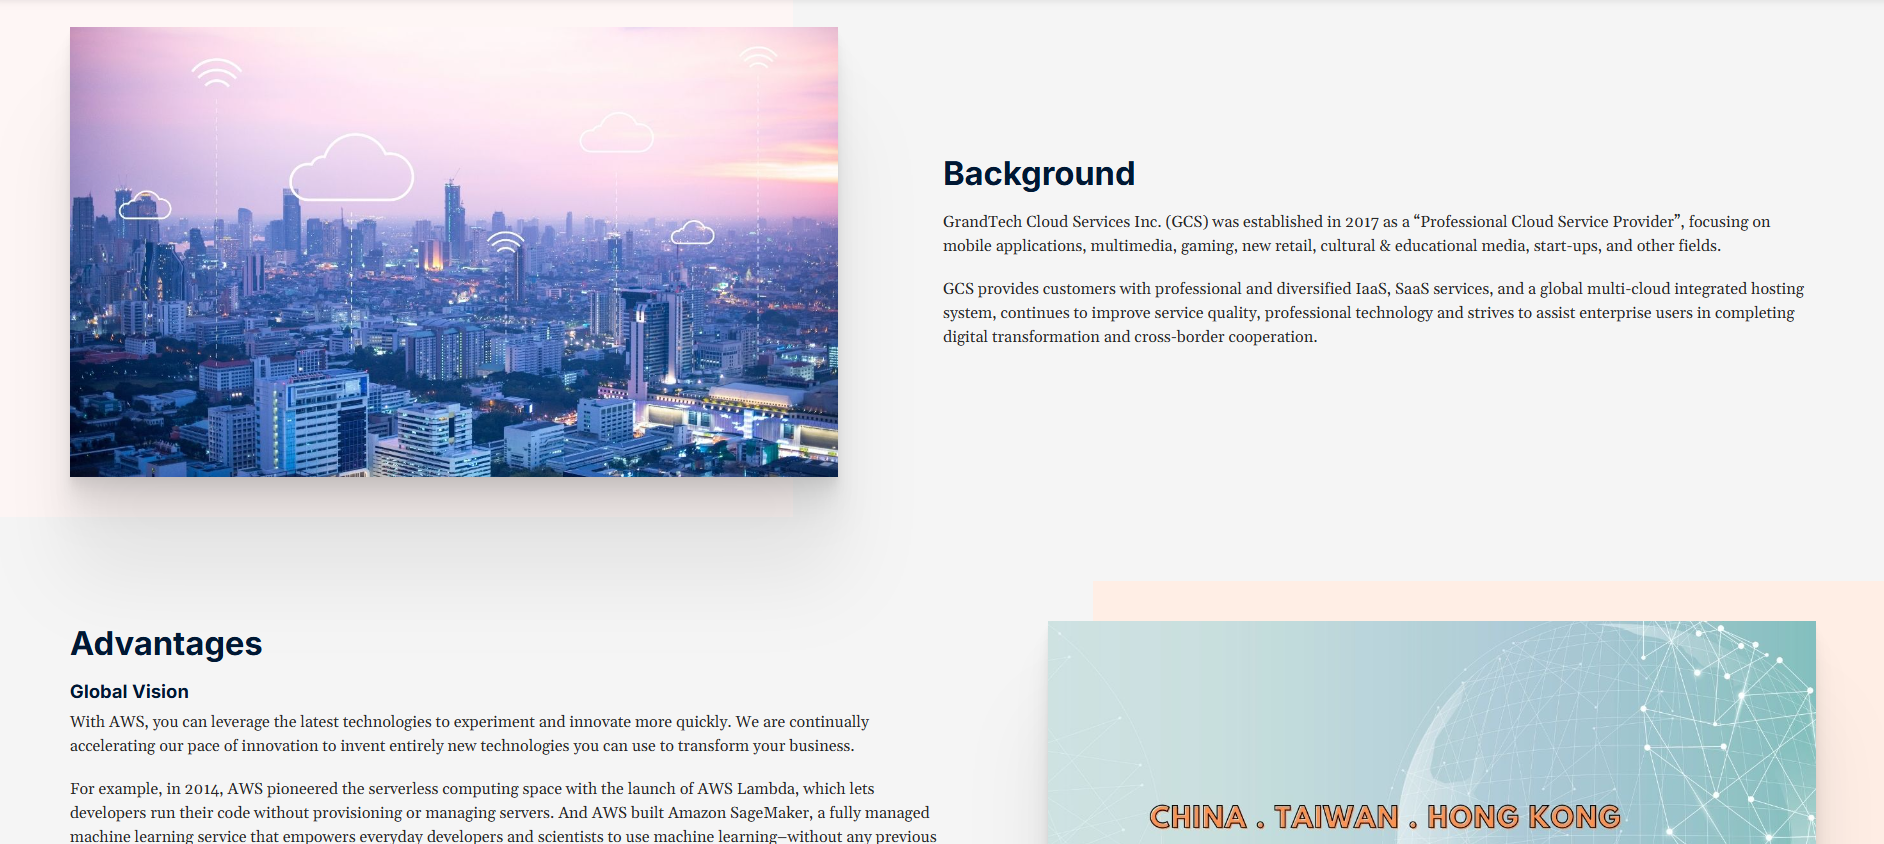 Background
GrandTech Cloud Services Inc. (GCS) was established in 2017 as a “Professional Cloud Service Provider”, focusing on
mobile applications, multimedia, gaming, new retail, cultural & educational media, start-ups, and other fields.
GCS provides customers with professional and diversified IaaS, SaaS services, and a global multi-cloud integrated hosting
system, continues to improve service quality, professional technology and strives to assist enterprise users in completing
digital transformation and cross-border cooperation.
Advantages
Global Vision
With AWS, you can leverage the latest technologies to experiment and innovate more quickly. We are continually
accelerating our pace of innovation to invent entirely new technologies you can use to transform your business.
For example, in 2014, AWS pioneered the serverless computing space with the launch of AWS Lambda, which lets
developers run their code without provisioning or managing servers. And AWS built Amazon SageMaker, a fully managed
machine learning service that empowers everyday developers and scientists to use machine learning–without any previous
CHINA . TAIWAN . HONG KONG